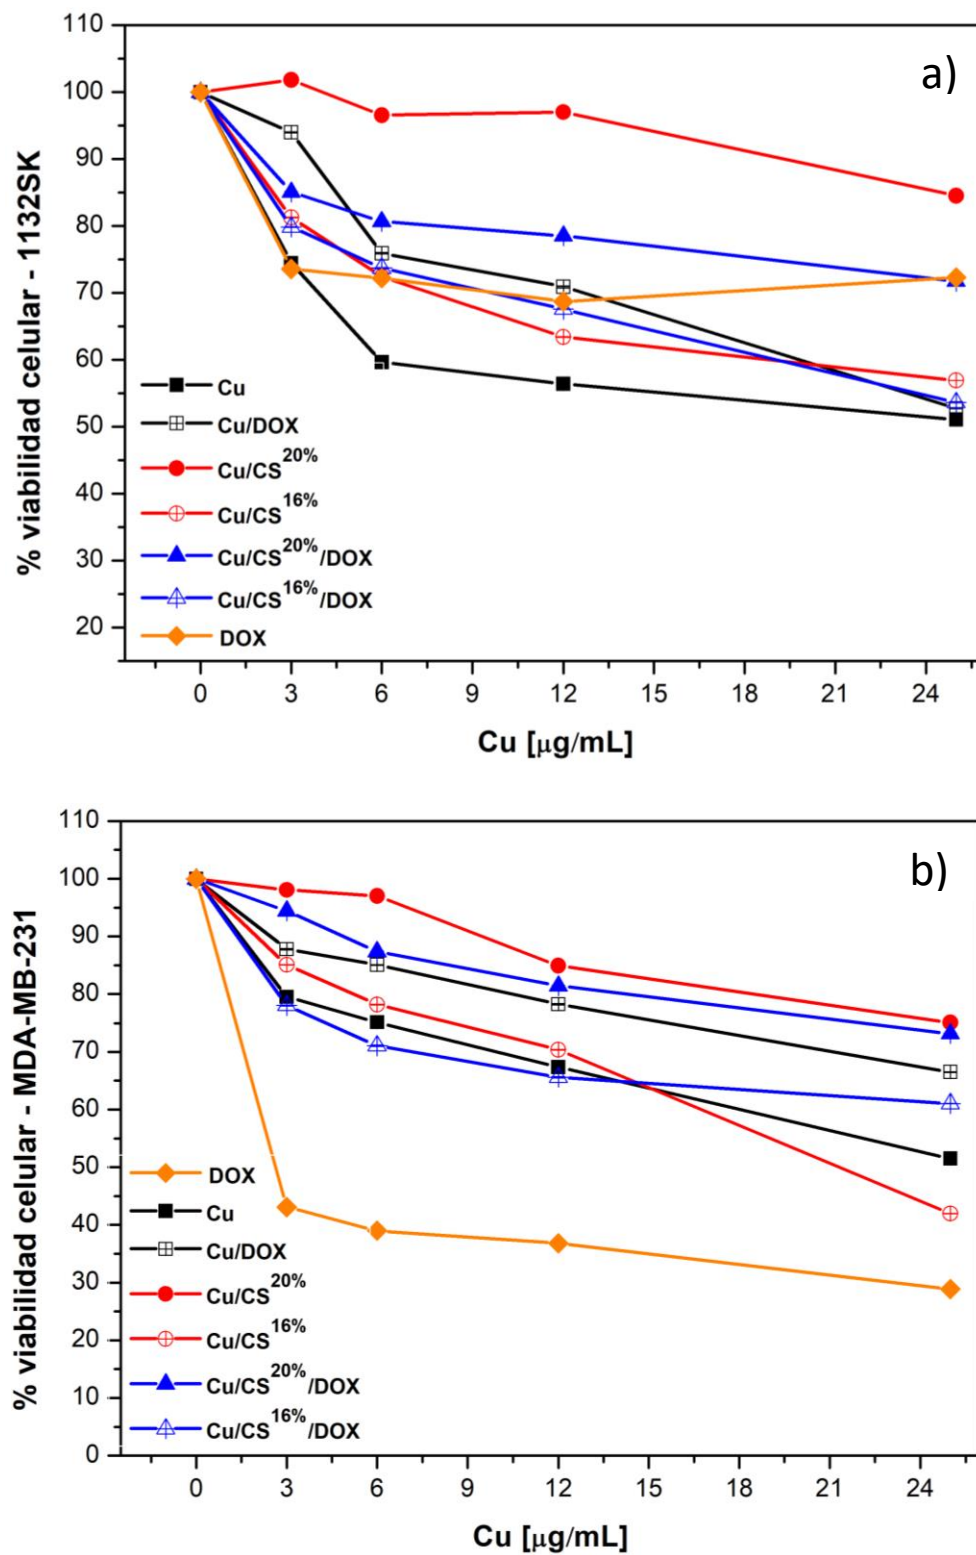 a)
% viabilidad celular - 1132SK
110
100
90
80
70
60
50
40
30
20
Cu
Cu/DOX
Cu/CS20%
Cu/CS16%
Cu/CS20%/DOX
Cu/CS16%/DOX
DOX
0 3 6 9 12 15 18 21 24
Cu [µg/mL]
b)
% viabilidad celular - MDA-MB-231
110
100
90
80
70
60
50
40
30
20
10
0
DOX
Cu
Cu/DOX
Cu/CS20%
Cu/CS16%
Cu/CS20%/DOX
Cu/CS16%/DOX
0 3 6 9 12 15 18 21 24
Cu [µg/mL]